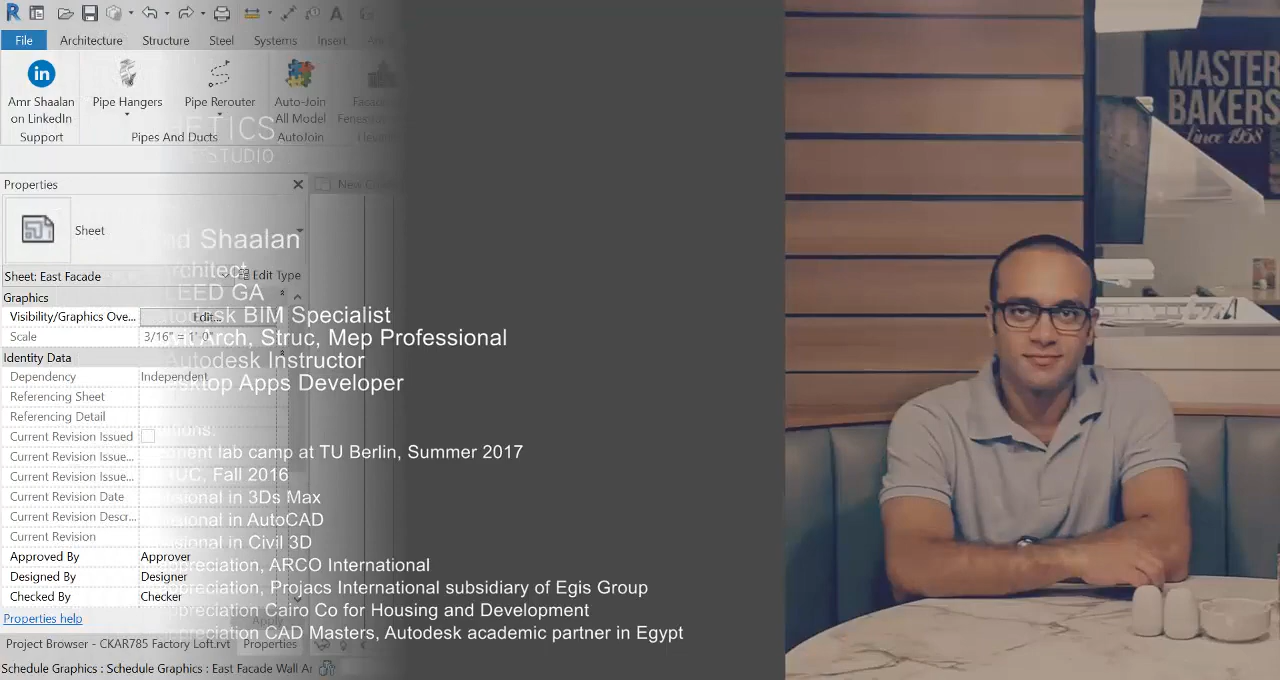 File Architecture Structure Steel Systems Insert
Amr Shaalan
on LinkedIn
Support
Pipe Hangers
Pipe Rerouter
Pipes And Ducts
Auto-Join
All Model
AutoJoin
STUDIO
MASTER
BAKERS
Since 1958
Properties
Sheet
Shaalan
Sheet: East Facade
Edit Type
Architect
LEED GA
Graphics
Visibility/Graphics Ove... Edit...
BIM Specialist
Scale 3/16" = 1'-0"
Arch, Struc, Mep Professional
Identity Data
Autodesk Instructor
Dependency Independent
Apps Developer
Referencing Sheet
Referencing Detail
Current Revision Issued
Current Revision Issue...
lab camp at TU Berlin, Summer 2017
Current Revision Issue...
Fall 2016
Current Revision Date
in 3Ds Max
Current Revision Descr...
in AutoCAD
Current Revision
in Civil 3D
Approved By Approver
ARCO International
Designed By Designer
Projacs International subsidiary of Egis Group
Checked By Checker
Cairo Co for Housing and Development
Properties help
Apply
CAD Masters, Autodesk academic partner in Egypt
Project Browser - CKAR785 Factory Loft.rvt Properties
Schedule Graphics : Schedule Graphics : East Facade Wall